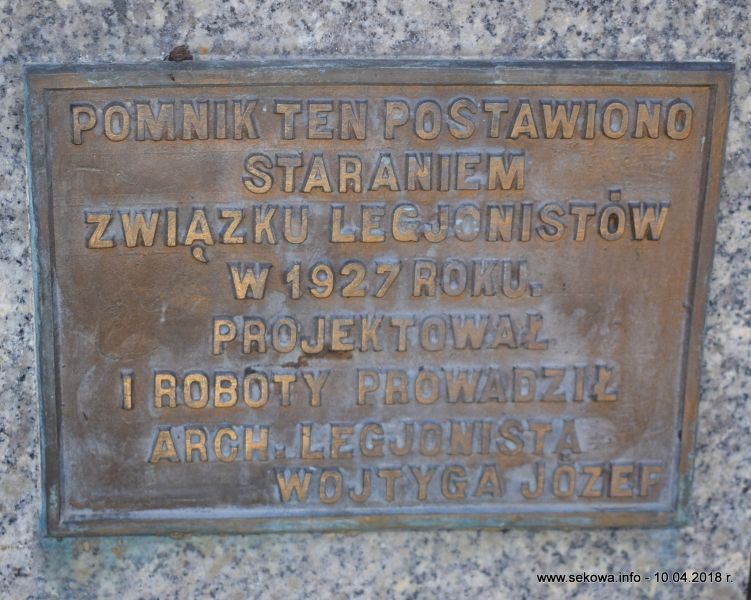 POMNIK TEN POSTAWIONO
STARANIEM
ZWIĄZKU LEGJONISTÓW
W 1927 ROKU.
PROJEKTOWAŁ
I ROBOTY PROWADZIŁ
ARCH. LEGJONISTA
WOJTYGA JÓZEF
www.sekowa.info - 10.04.2018 r.